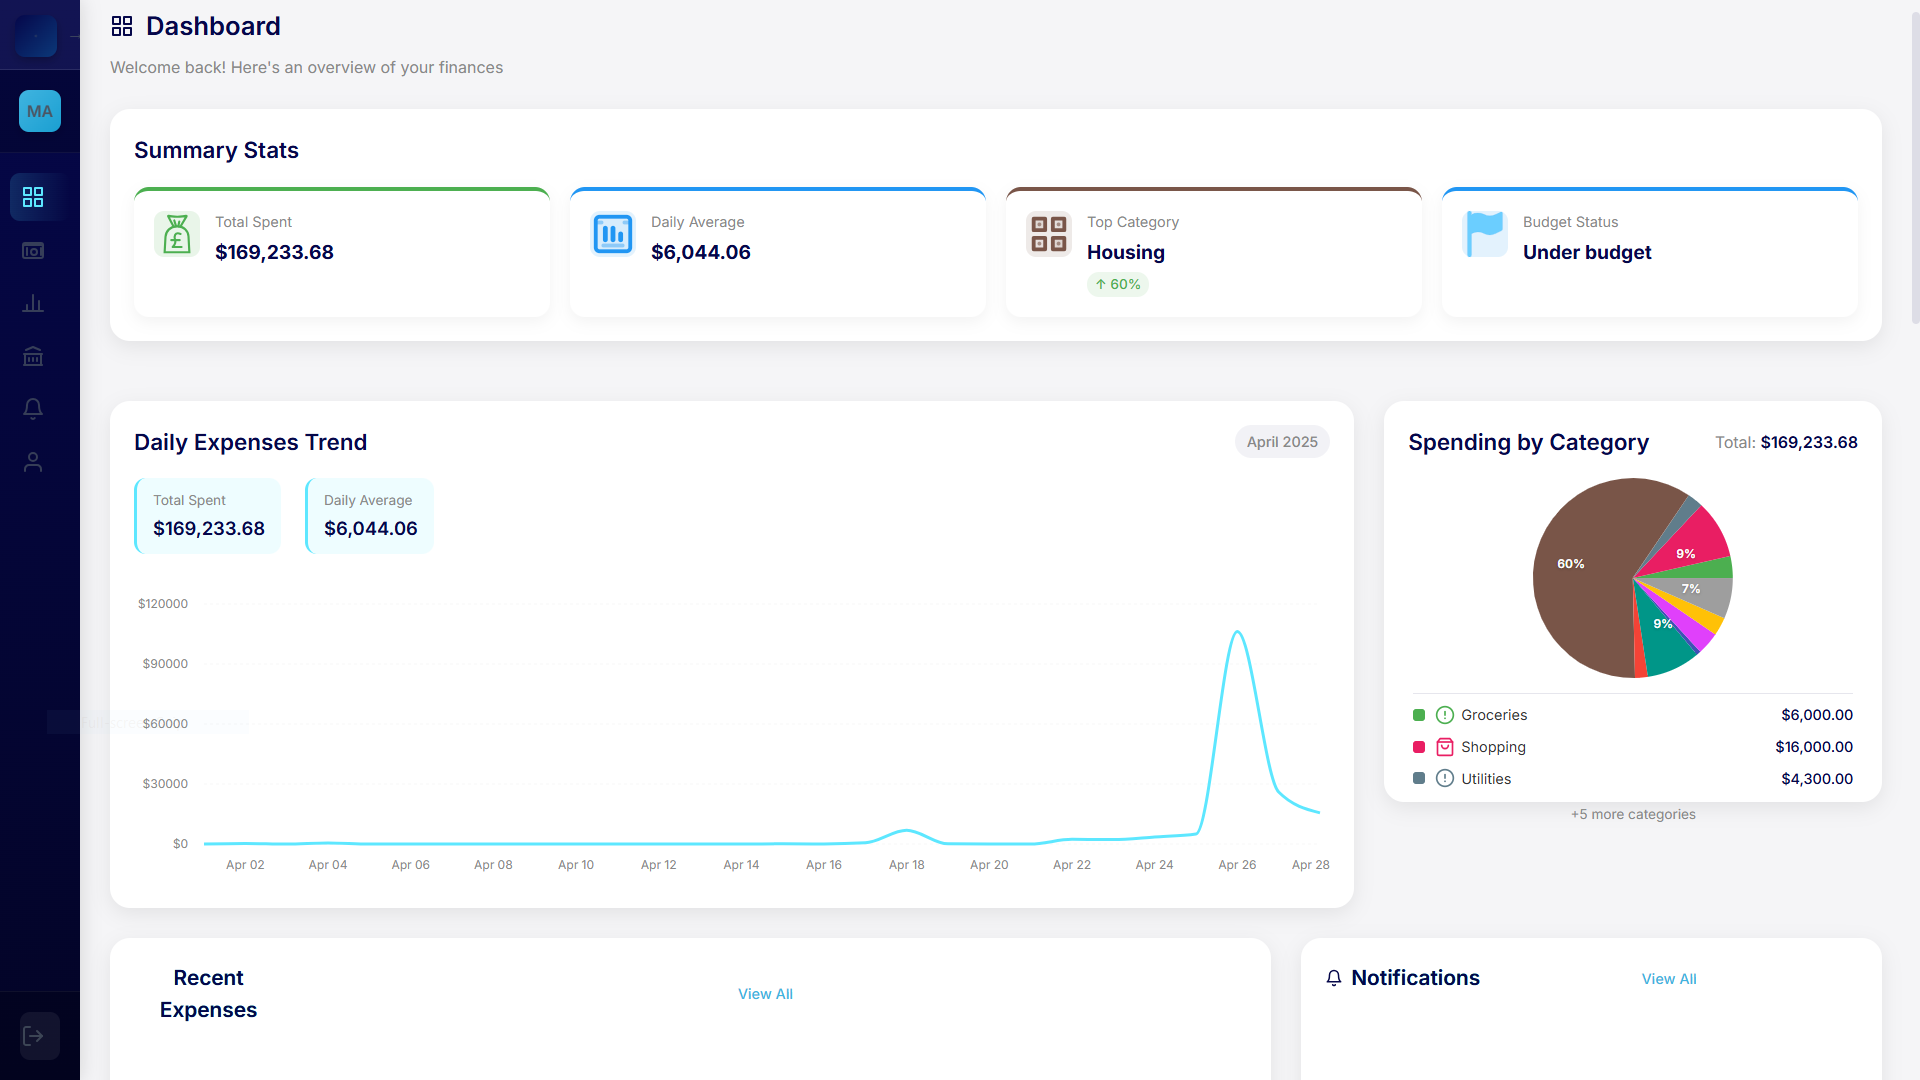 Dashboard
Welcome back! Here's an overview of your finances
MA
Summary Stats
Total Spent
$169,233.68
Daily Average
$6,044.06
Top Category
Housing
↑ 60%
Budget Status
Under budget
Daily Expenses Trend
April 2025
Total Spent
$169,233.68
Daily Average
$6,044.06
$120000
$90000
$60000
$30000
$0
Apr 02
Apr 04
Apr 06
Apr 08
Apr 10
Apr 12
Apr 14
Apr 16
Apr 18
Apr 20
Apr 22
Apr 24
Apr 26
Apr 28
Spending by Category
Total: $169,233.68
60%
9%
7%
9%
Groceries
$6,000.00
Shopping
$16,000.00
Utilities
$4,300.00
+5 more categories
Recent
Expenses
View All
Notifications
View All